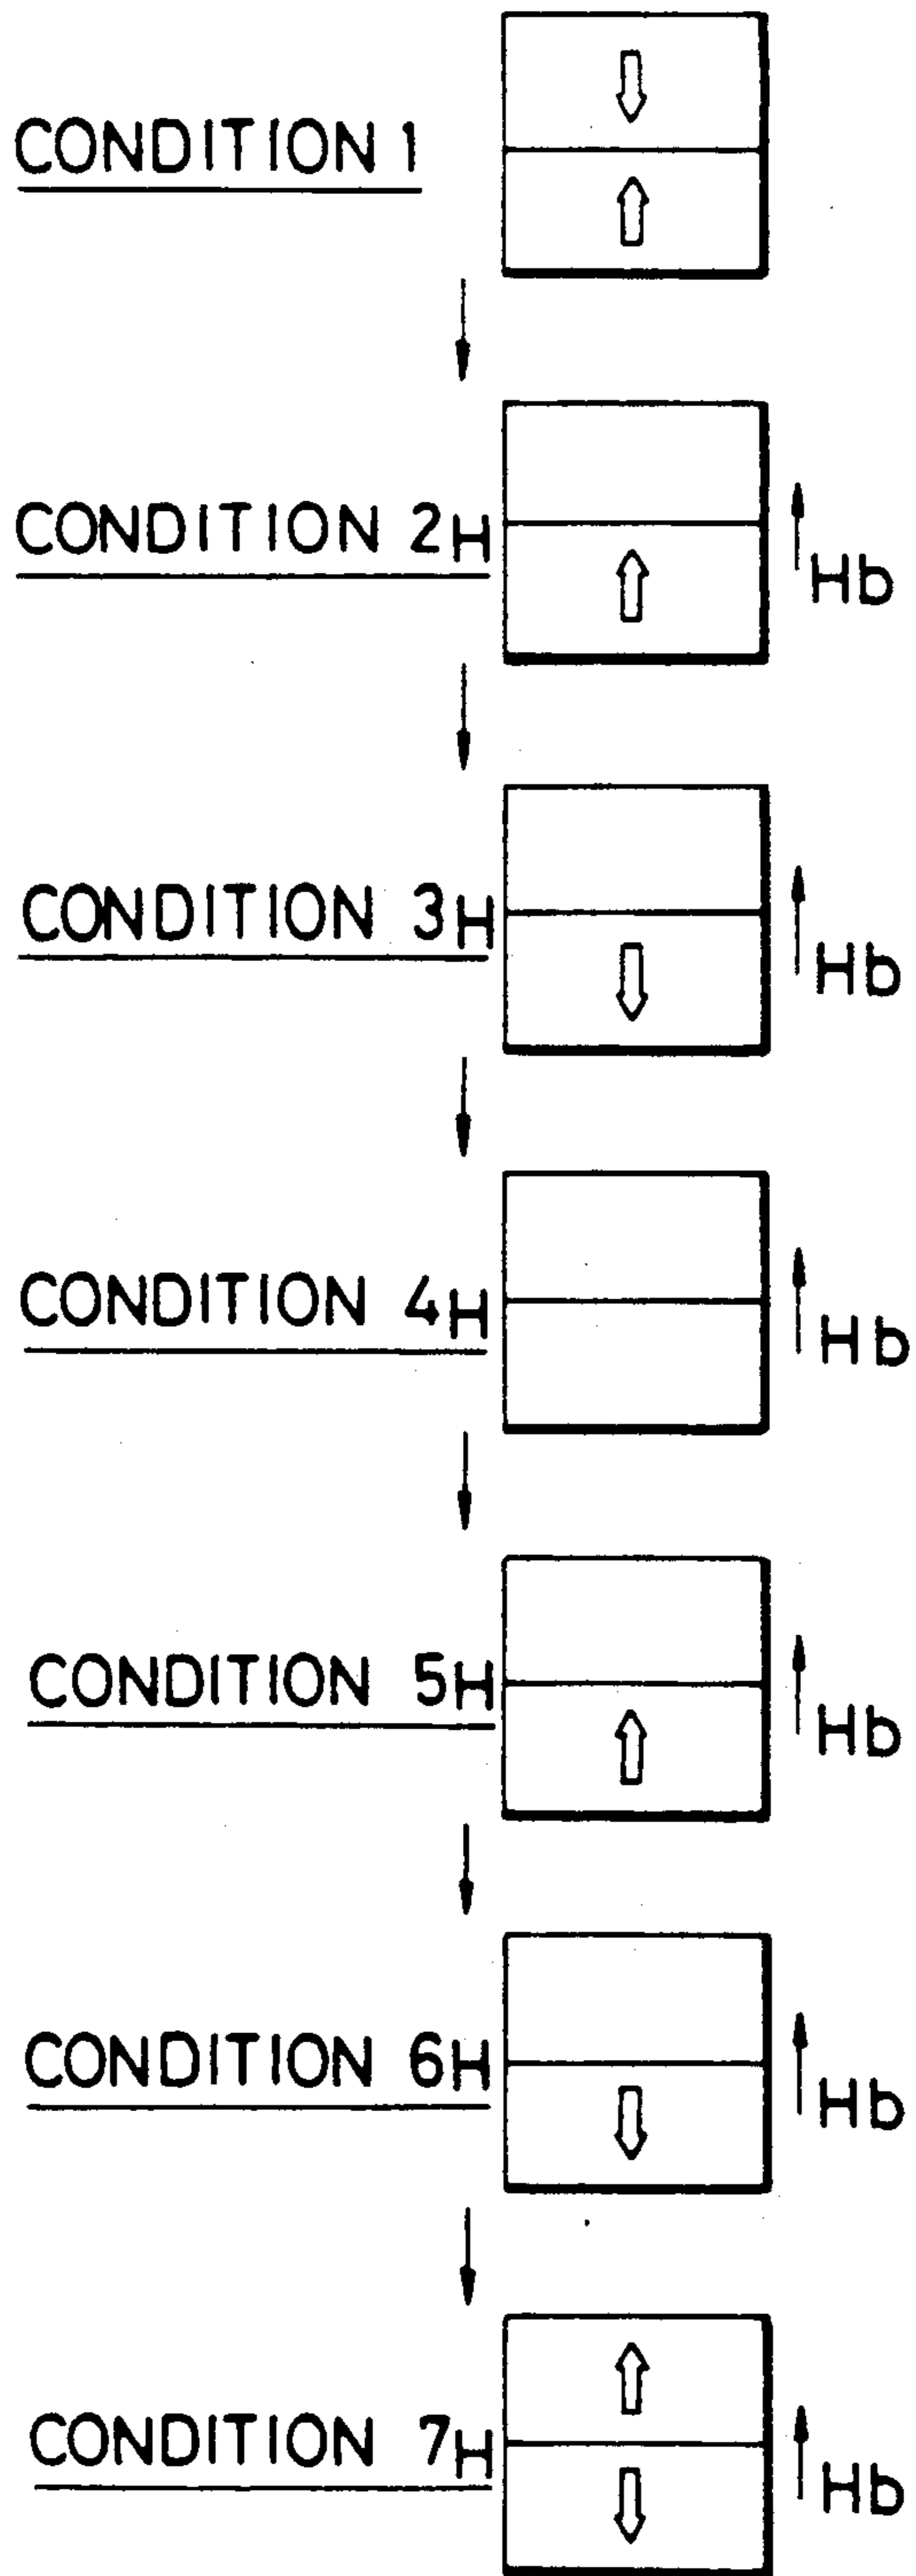 CONDITION 1
CONDITION 2H
Hb
CONDITION 3H
Hb
CONDITION 4H
Hb
CONDITION 5H
Hb
CONDITION 6H
Hb
CONDITION 7H
Hb